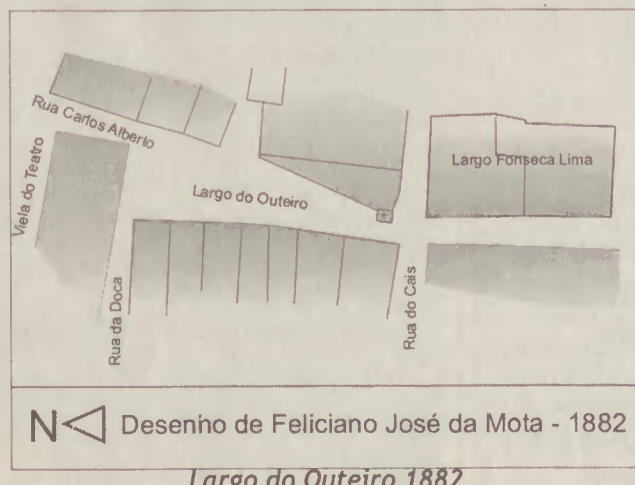 Rua Carlos Alberto
Viela do Teatro
Largo do Outeiro
Largo Fonseca Lima
Rua da Doca
Rua do Cais
N Desenho de Feliciano José da Mota - 1882
Largo do Outeiro 1882